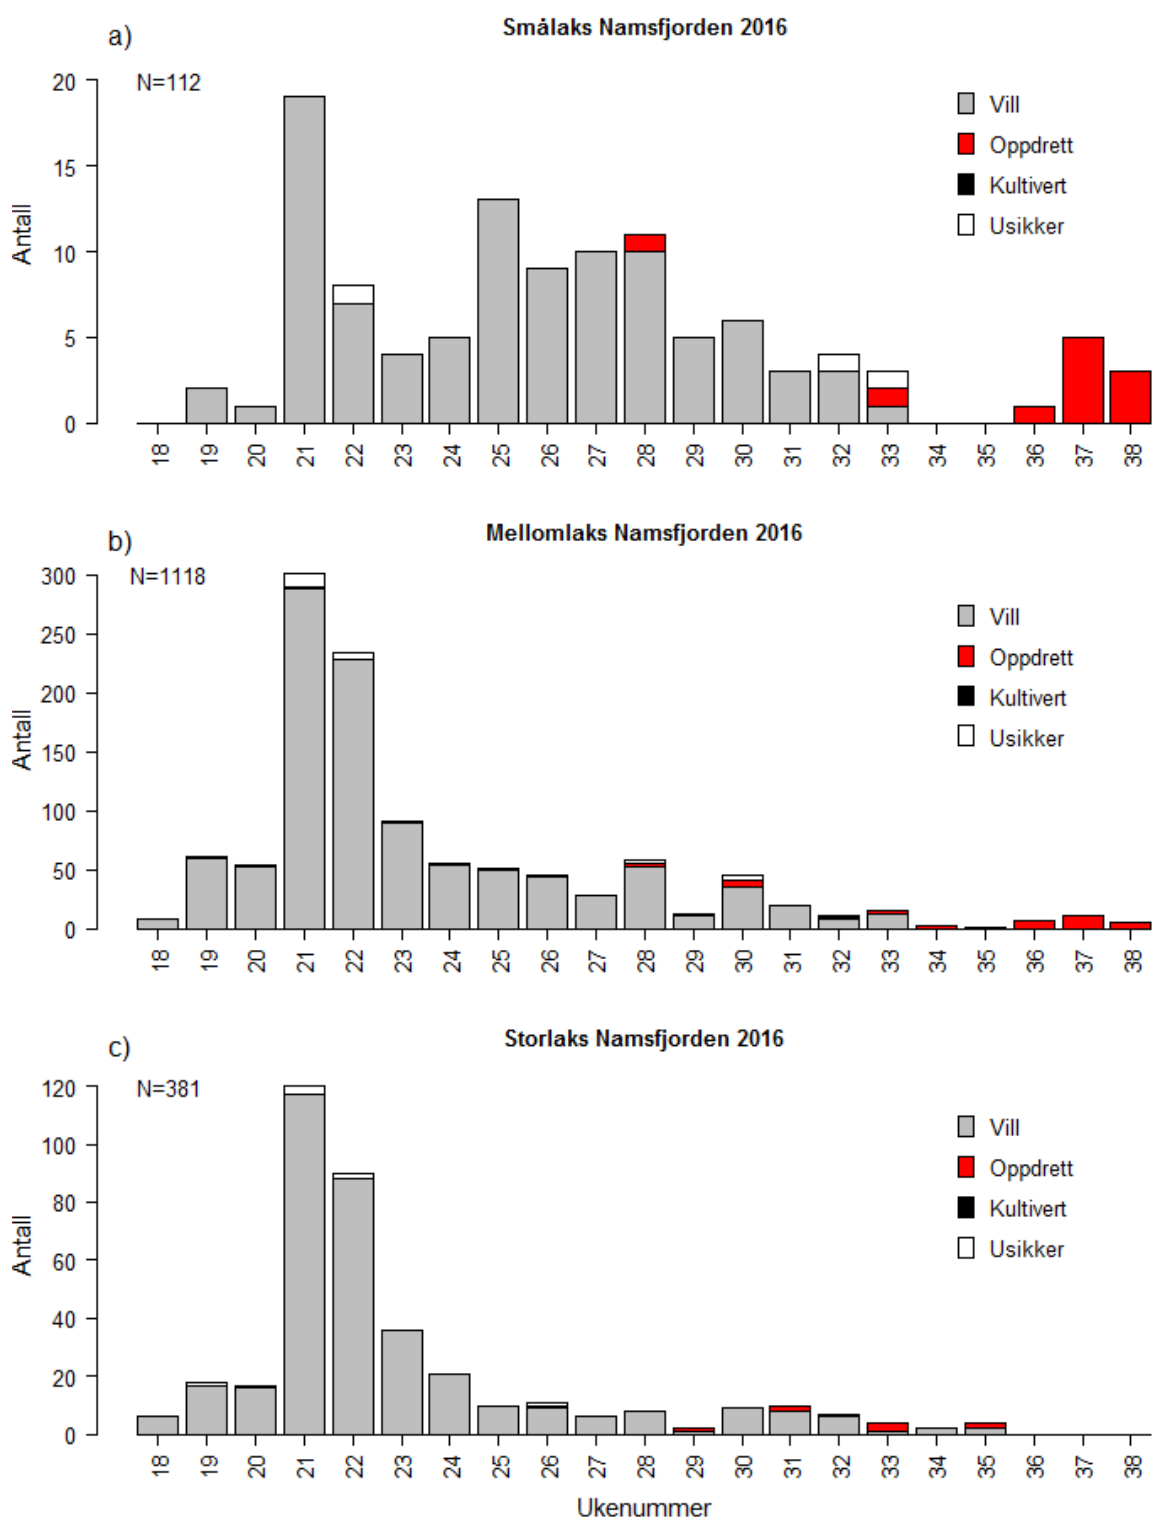 a)
Smålaks Namsfjorden 2016
N=112
Vill
Oppdrett
Kultivert
Usikker
Antall
20
15
10
5
0
18 19 20 21 22 23 24 25 26 27 28 29 30 31 32 33 34 35 36 37 38
b)
Mellomlaks Namsfjorden 2016
N=1118
Vill
Oppdrett
Kultivert
Usikker
Antall
300
250
200
150
100
50
0
18 19 20 21 22 23 24 25 26 27 28 29 30 31 32 33 34 35 36 37 38
c)
Storlaks Namsfjorden 2016
N=381
Vill
Oppdrett
Kultivert
Usikker
Antall
120
100
80
60
40
20
0
18 19 20 21 22 23 24 25 26 27 28 29 30 31 32 33 34 35 36 37 38
Ukenummer